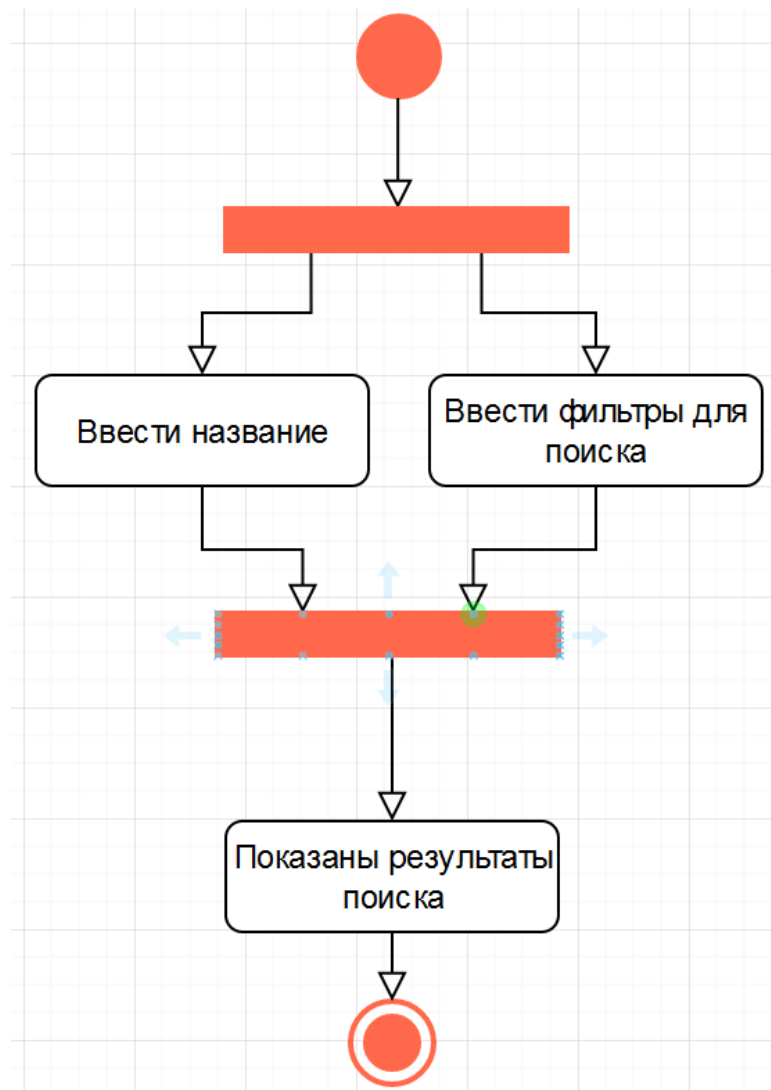 Ввести название
Ввести фильтры для
поиска
Показаны результаты
поиска